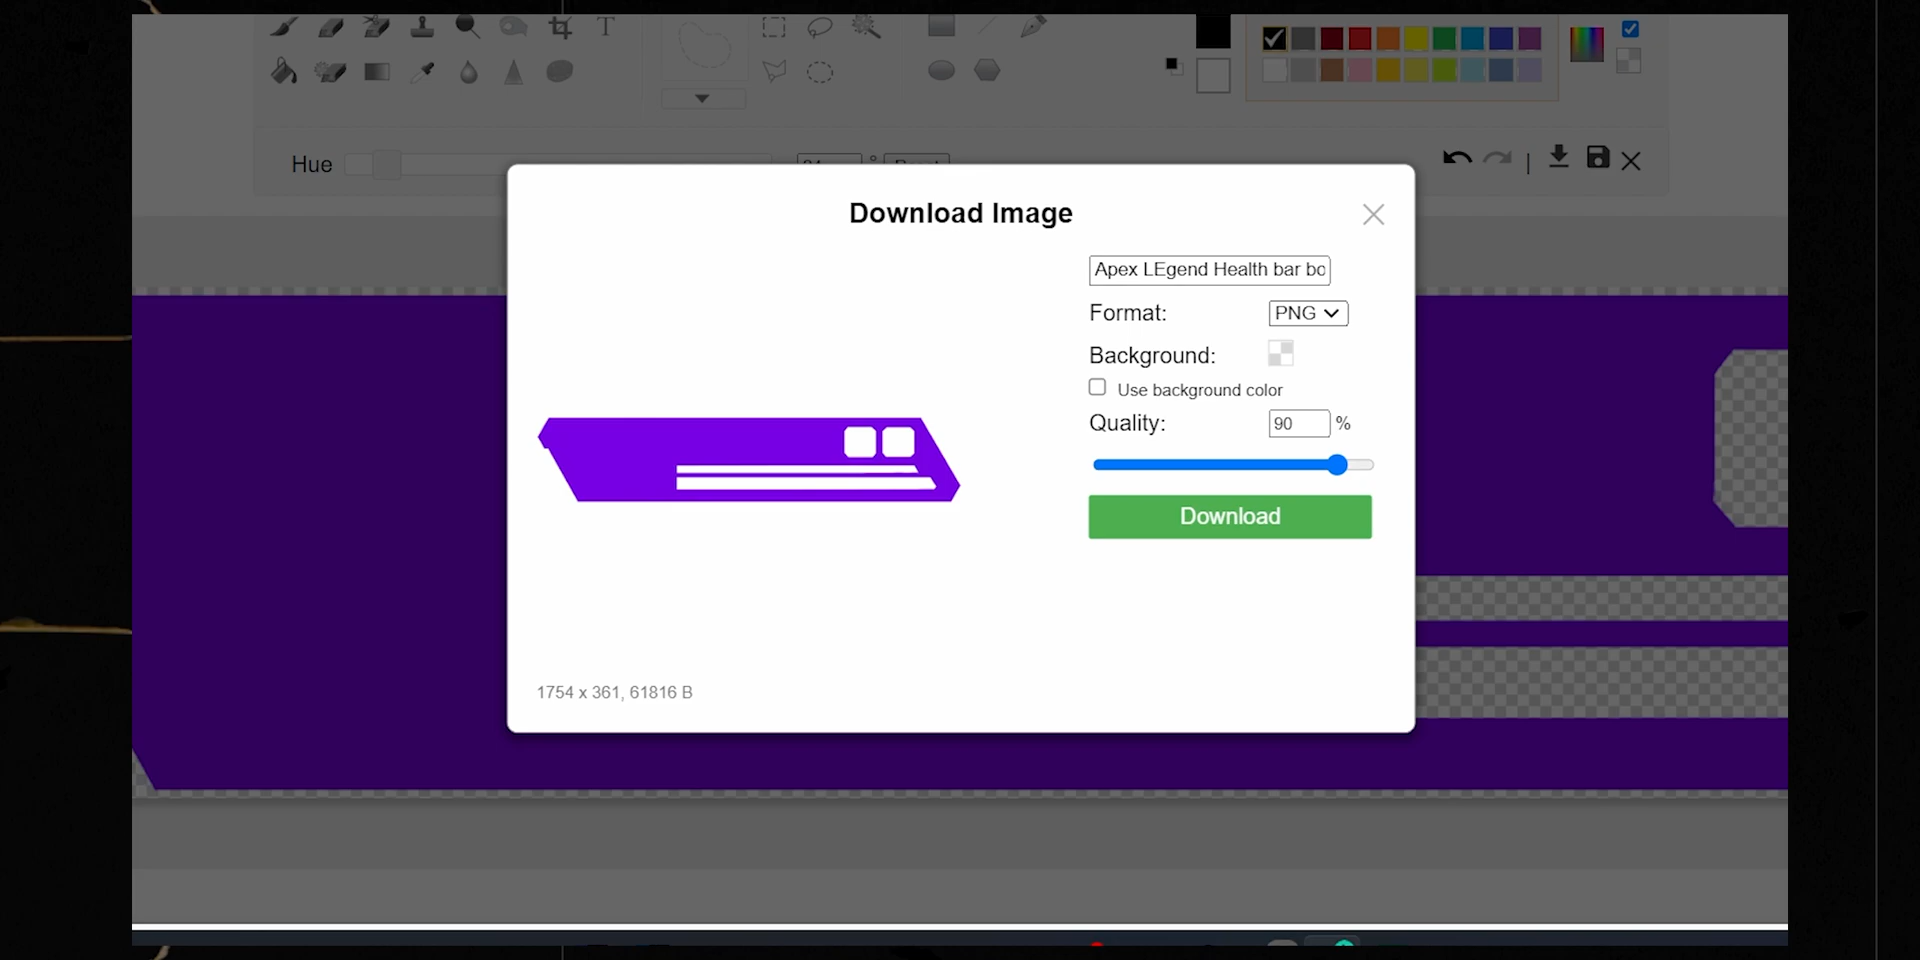 T
Hue
Download Image
Apex LEgend Health bar bo
Format: PNG
Background:
Use background color
Quality: 90 %
Download
1754 x 361, 61816 B